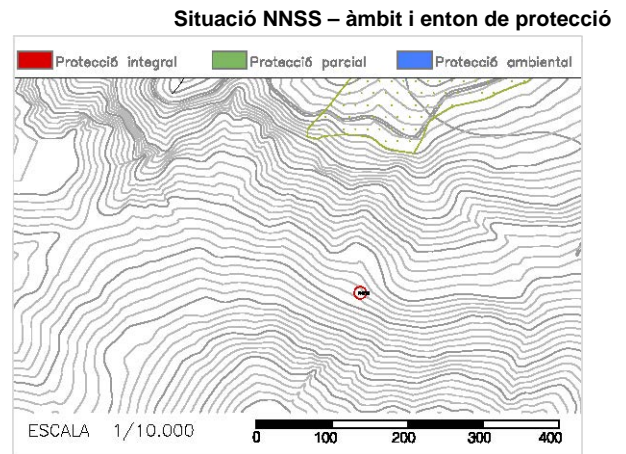 Situació NNSS – àmbit i enton de protecció
Protecció integral Protecció parcial Protecció ambiental
ESCALA 1/10.000
0 100 200 300 400